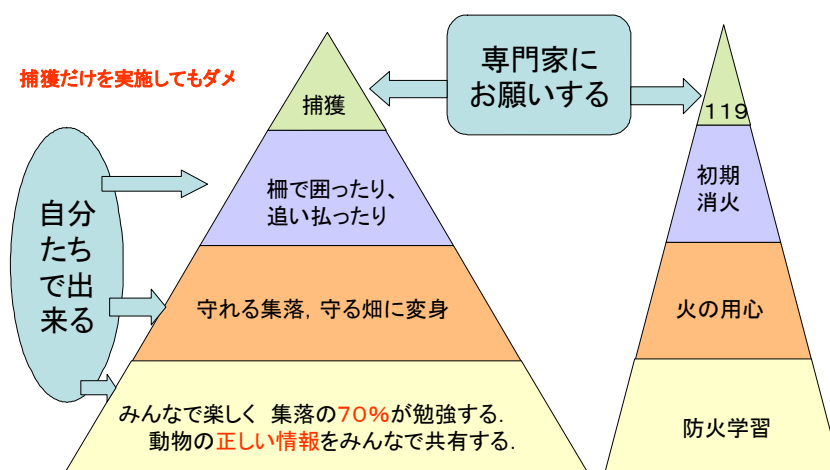 捕獲だけを実施してもダメ
専門家に
お願いする
捕獲
119
自分
たち
で出
来る
柵で囲ったり、
追い払ったり
初期
消火
守れる集落, 守る畑に変身
火の用心
みんなで楽しく 集落の70%が勉強する.
動物の正しい情報をみんなで共有する.
防火学習